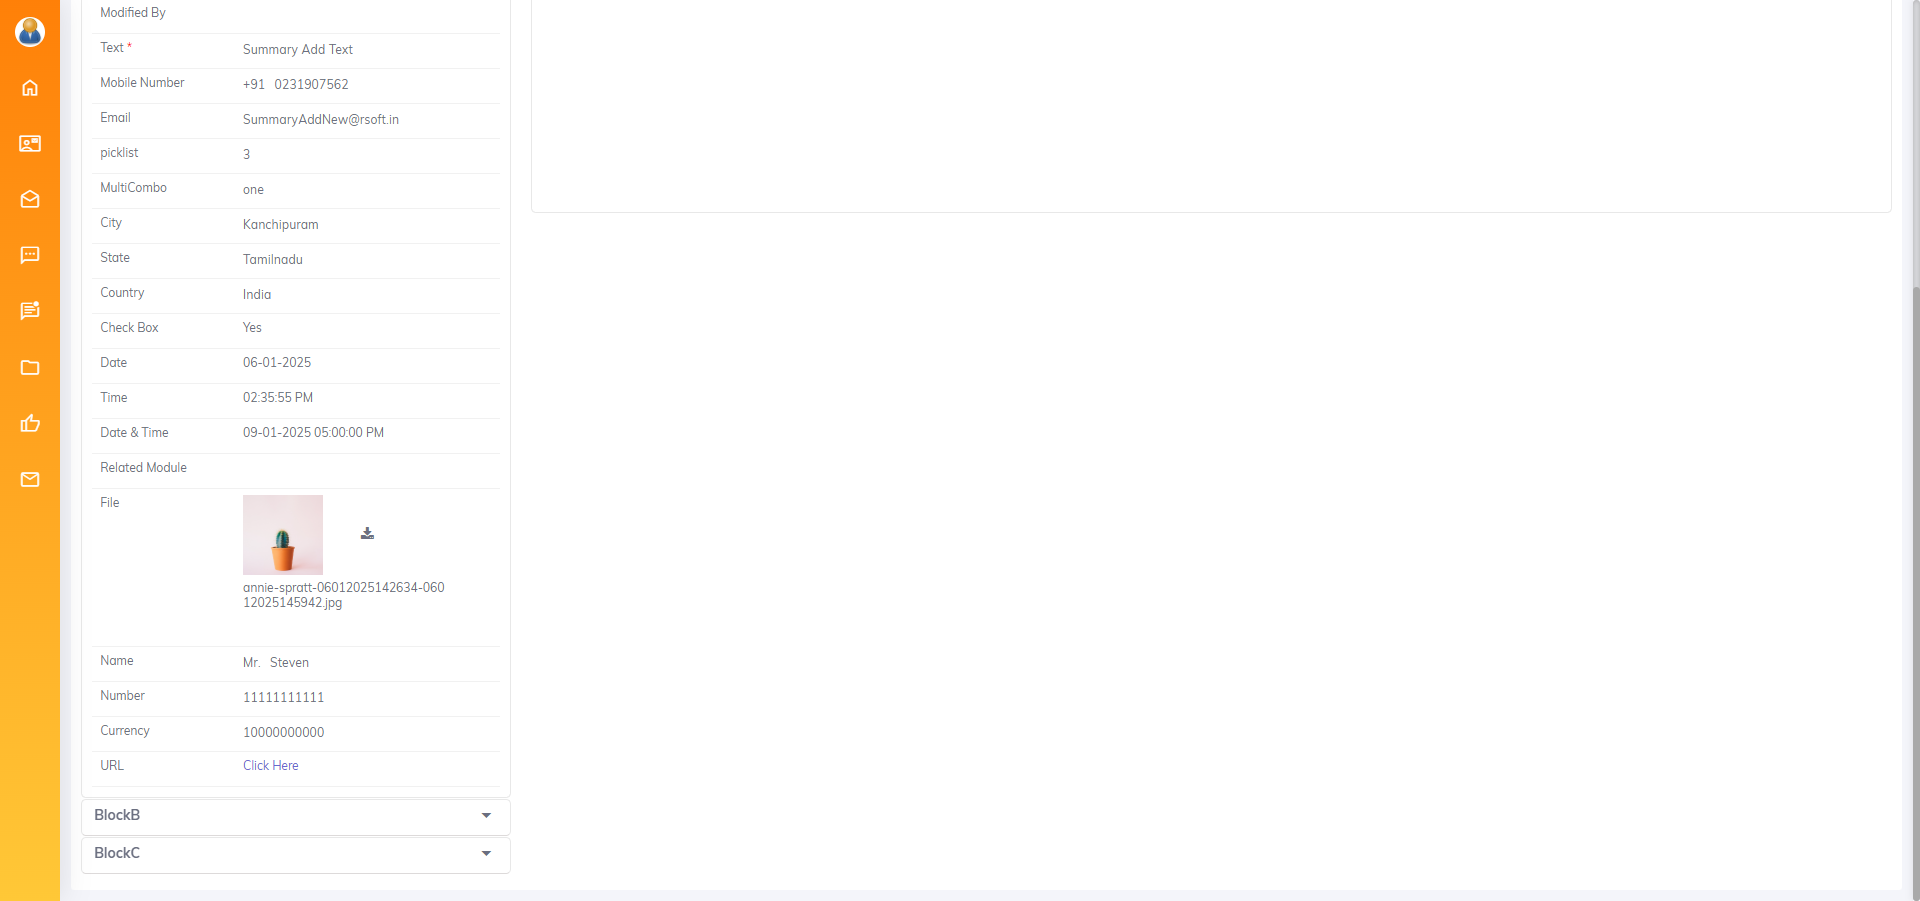 Modified By
Text * Summary Add Text
Mobile Number +91 0231907562
Email SummaryAddNew@rsoft.in
picklist 3
MultiCombo one
City Kanchipuram
State Tamilnadu
Country India
Check Box Yes
Date 06-01-2025
Time 02:35:55 PM
Date & Time 09-01-2025 05:00:00 PM
Related Module
File
annie-spratt-06012025142634-060
12025145942.jpg
Name Mr. Steven
Number 11111111111
Currency 10000000000
URL Click Here
BlockB
BlockC